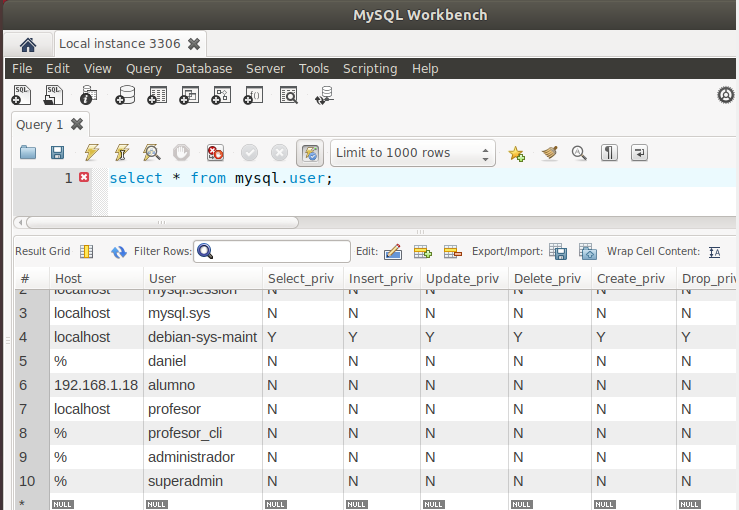 MySQL Workbench
Local instance 3306
File Edit View Query Database Server Tools Scripting Help
Query 1
Limit to 1000 rows
1 select * from mysql.user;
Result Grid Filter Rows: Edit: Export/Import: Wrap Cell Content: IA
# Host User Select_priv Insert_priv Update_priv Delete_priv Create_priv Drop_priv
2 localhost mysql.session N N N N N N
3 localhost mysql.sys N N N N N N
4 localhost debian-sys-maint Y Y Y Y Y Y
5 % daniel N N N N N N
6 192.168.1.18 alumno N N N N N N
7 localhost profesor N N N N N N
8 % profesor_cli N N N N N N
9 % administrador N N N N N N
10 % superadmin N N N N N N
* NULL NULL NULL NULL NULL NULL NULL NULL